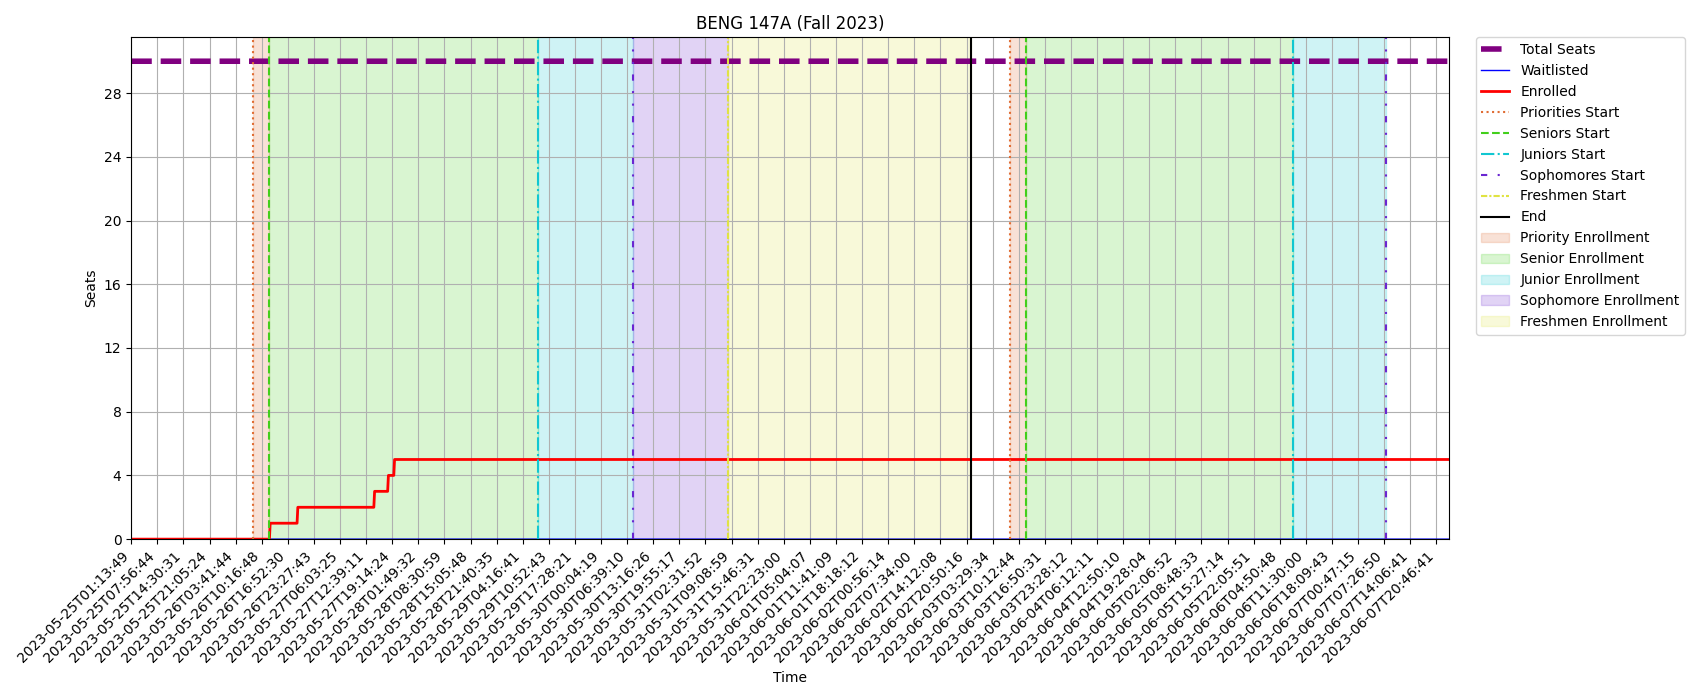 BENG 147A (Fall 2023)
Seats
28
24
20
16
12
8
4
0
2023-05-25T01:13:49
2023-05-25T07:56:44
2023-05-25T14:30:31
2023-05-25T21:05:24
2023-05-26T03:41:44
2023-05-26T10:16:48
2023-05-26T16:52:30
2023-05-26T23:27:43
2023-05-27T06:03:25
2023-05-27T12:39:11
2023-05-27T19:14:24
2023-05-28T01:49:32
2023-05-28T08:30:59
2023-05-28T15:05:48
2023-05-28T21:40:35
2023-05-29T04:16:41
2023-05-29T10:52:43
2023-05-29T17:28:21
2023-05-30T00:04:19
2023-05-30T06:39:10
2023-05-30T13:16:26
2023-05-30T19:55:17
2023-05-31T02:31:52
2023-05-31T09:08:59
2023-05-31T15:46:31
2023-05-31T22:23:00
2023-06-01T05:04:07
2023-06-01T11:41:09
2023-06-01T18:18:12
2023-06-02T00:56:14
2023-06-02T07:34:00
2023-06-02T14:12:08
2023-06-02T20:50:16
2023-06-03T03:29:34
2023-06-03T10:12:44
2023-06-03T16:50:31
2023-06-03T23:28:12
2023-06-04T06:12:11
2023-06-04T12:50:10
2023-06-04T19:28:04
2023-06-05T02:06:52
2023-06-05T08:48:33
2023-06-05T15:27:14
2023-06-05T22:05:51
2023-06-06T04:50:48
2023-06-06T11:30:00
2023-06-06T18:09:43
2023-06-07T00:47:15
2023-06-07T07:26:50
2023-06-07T14:06:41
2023-06-07T20:46:41
Time
Total Seats
Waitlisted
Enrolled
Priorities Start
Seniors Start
Juniors Start
Sophomores Start
Freshmen Start
End
Priority Enrollment
Senior Enrollment
Junior Enrollment
Sophomore Enrollment
Freshmen Enrollment